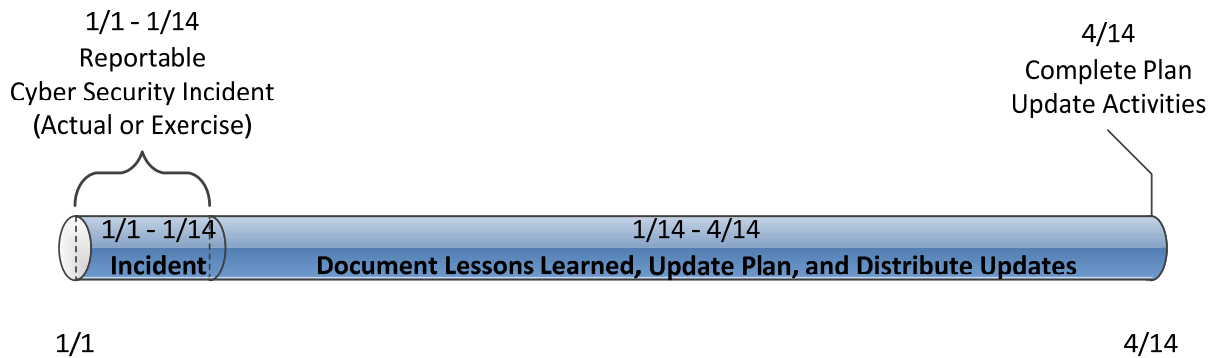 1/1 - 1/14
Reportable
Cyber Security Incident
(Actual or Exercise)
4/14
Complete Plan
Update Activities
1/1 - 1/14
Incident
1/14 - 4/14
Document Lessons Learned, Update Plan, and Distribute Updates
1/1
4/14